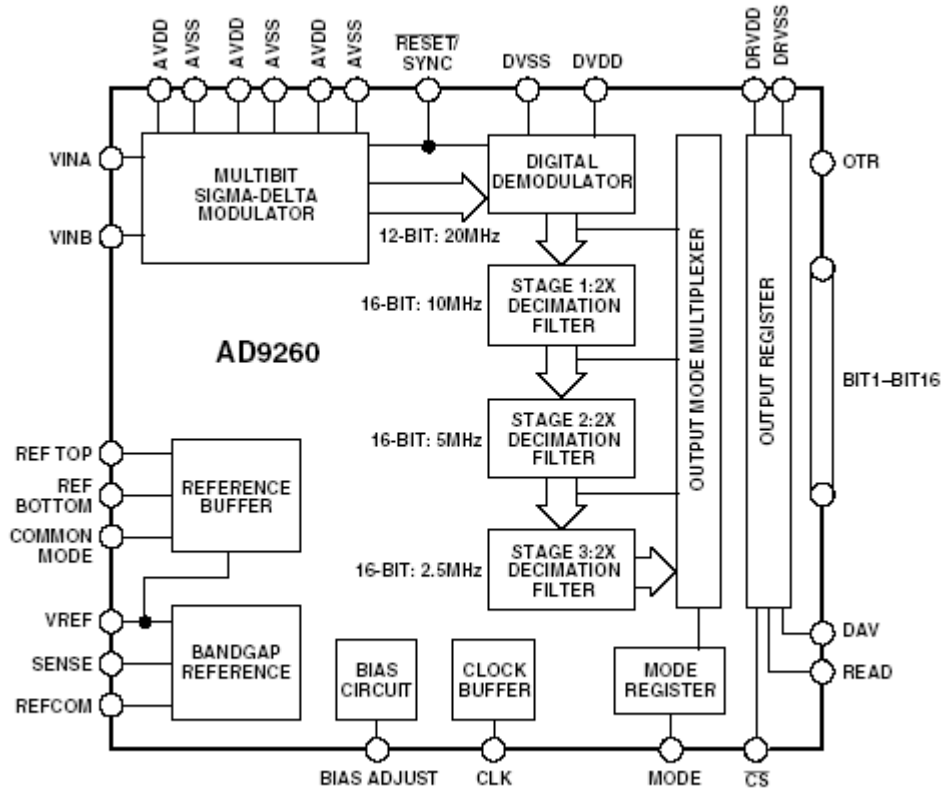 AVDD
AVSS
AVDD
AVSS
AVDD
AVSS
RESET/
SYNC
DVSS
DVDD
DRVDD
DRVSS
VINA
VINB
MULTIBIT
SIGMA-DELTA
MODULATOR
DIGITAL
DEMODULATOR
OTR
12-BIT: 20MHz
16-BIT: 10MHz
STAGE 1:2X
DECIMATION
FILTER
OUTPUT MODE MULTIPLEXER
OUTPUT REGISTER
BIT1–BIT16
AD9260
16-BIT: 5MHz
STAGE 2:2X
DECIMATION
FILTER
REF TOP
REF
BOTTOM
COMMON
MODE
REFERENCE
BUFFER
16-BIT: 2.5MHz
STAGE 3:2X
DECIMATION
FILTER
VREF
SENSE
REFCOM
BANDGAP
REFERENCE
BIAS
CIRCUIT
CLOCK
BUFFER
MODE
REGISTER
DAV
READ
BIAS ADJUST
CLK
MODE
CS